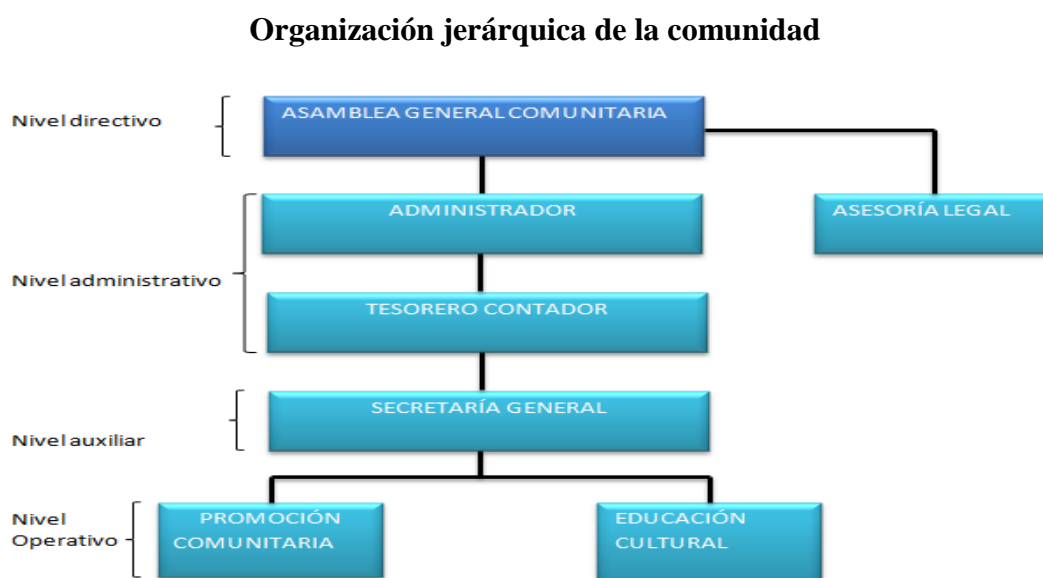 Organización jerárquica de la comunidad
Nivel directivo
ASAMBLEA GENERAL COMUNITARIA
ADMINISTRADOR
ASESORÍA LEGAL
Nivel administrativo
TESORERO CONTADOR
SECRETARÍA GENERAL
Nivel auxiliar
Nivel
Operativo
PROMOCIÓN
COMUNITARIA
EDUCACIÓN
CULTURAL